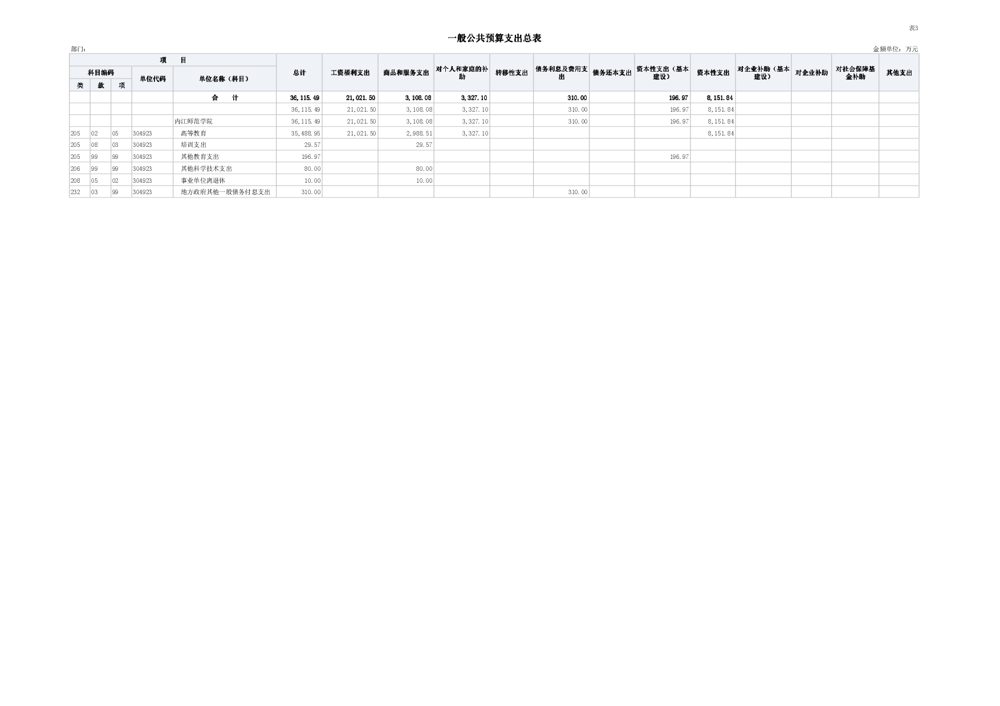 表3
一般公共预算支出总表
部门： 金额单位：万元
项 目 总计 工资福利支出 商品和服务支出 对个人和家庭的补助 转移性支出 债务利息及费用支出 债务还本支出 资本性支出（基本建设） 资本性支出 对企业补助（基本建设） 对企业补助 对社会保障基金补助 其他支出
科目编码 单位代码 单位名称（科目）
类 款 项
合 计 36,115.49 21,021.50 3,108.08 3,327.10 310.00 196.97 8,151.84
36,115.49 21,021.50 3,108.08 3,327.10 310.00 196.97 8,151.84
内江师范学院 36,115.49 21,021.50 3,108.08 3,327.10 310.00 196.97 8,151.84
205 02 05 304923 高等教育 35,488.95 21,021.50 2,988.51 3,327.10 8,151.84
205 08 03 304923 培训支出 29.57 29.57
205 99 99 304923 其他教育支出 196.97 196.97
206 99 99 304923 其他科学技术支出 80.00 80.00
208 05 02 304923 事业单位离退休 10.00 10.00
232 03 99 304923 地方政府其他一般债务付息支出 310.00 310.00